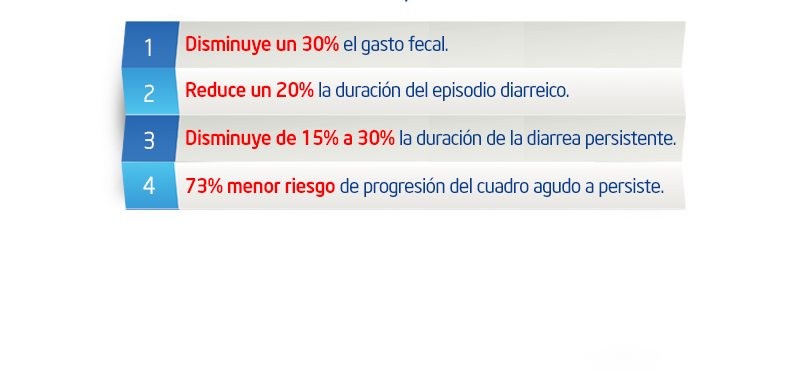 1 Disminuye un 30% el gasto fecal.
2 Reduce un 20% la duración del episodio diarreico.
3 Disminuye de 15% a 30% la duración de la diarrea persistente.
4 73% menor riesgo de progresión del cuadro agudo a persiste.